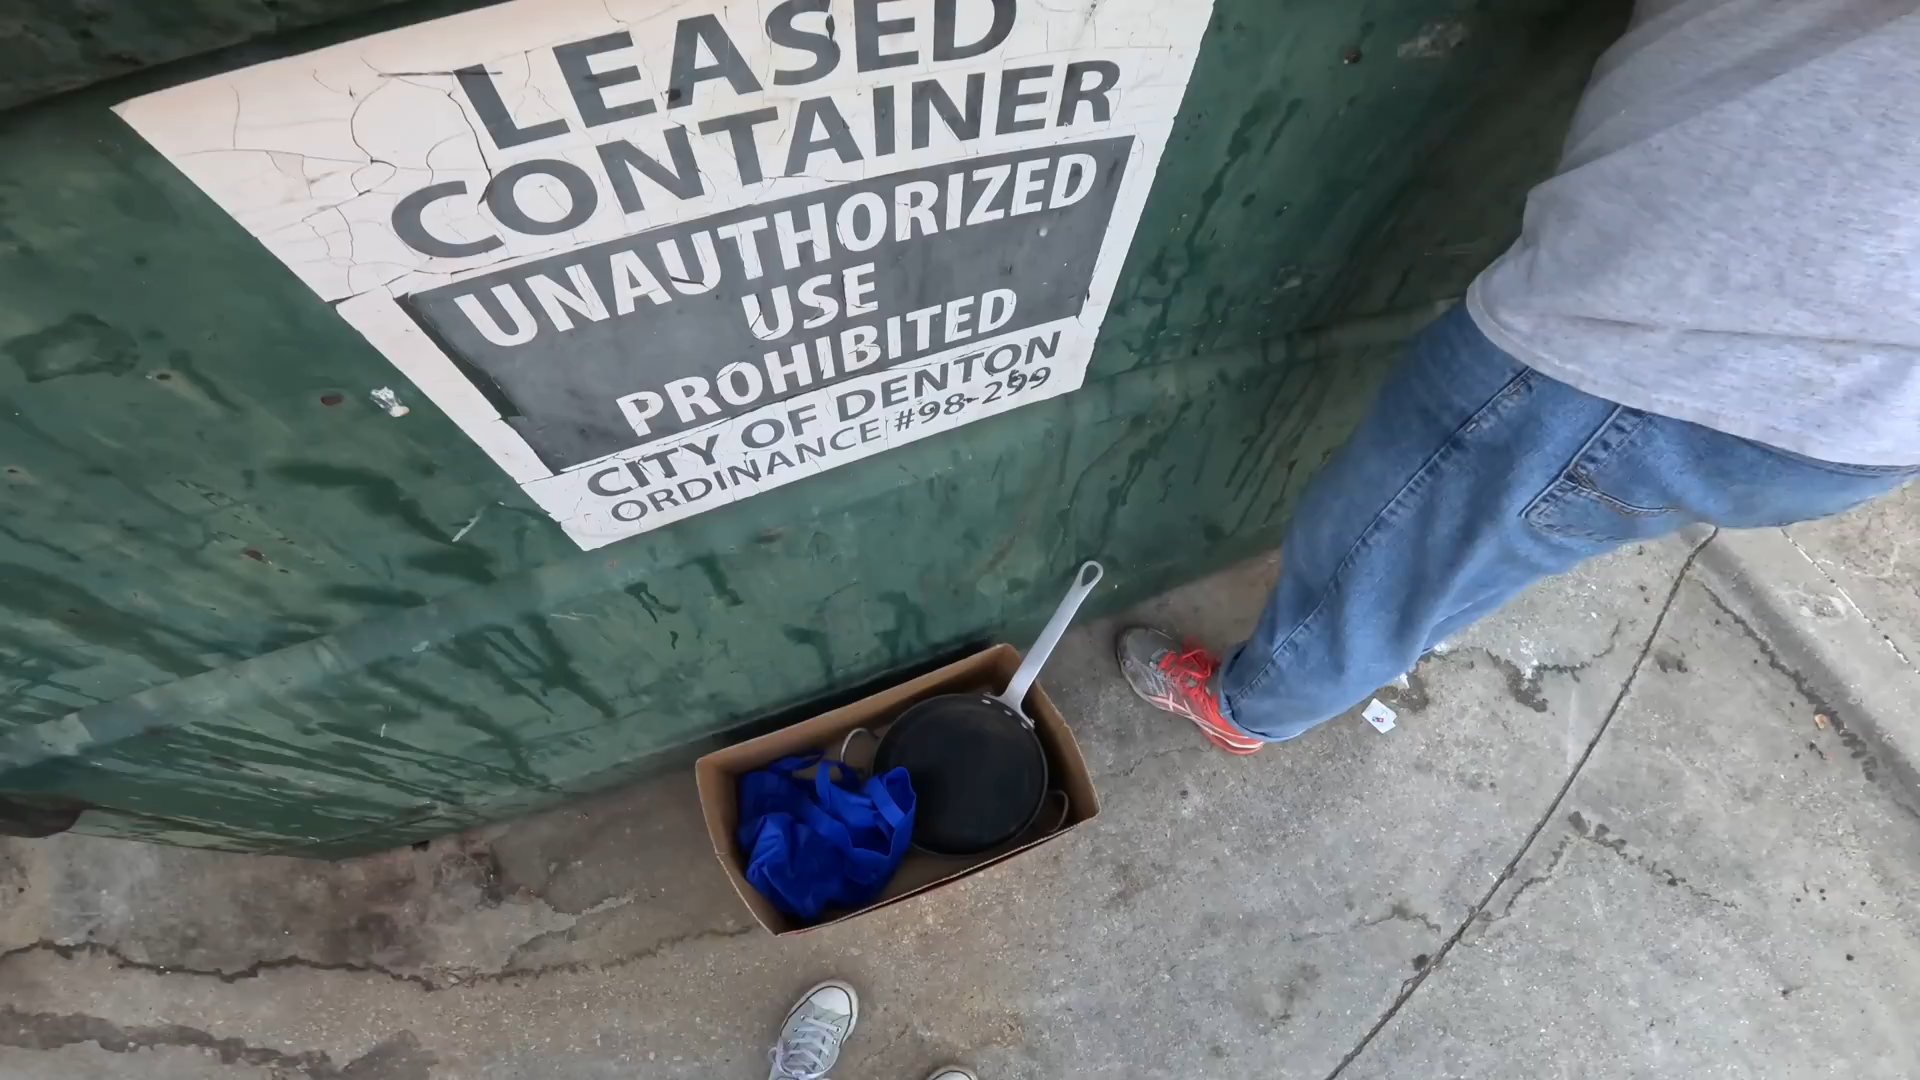 LEASED
CONTAINER
UNAUTHORIZED
USE
PROHIBITED
CITY OF DENTON
ORDINANCE #98-299